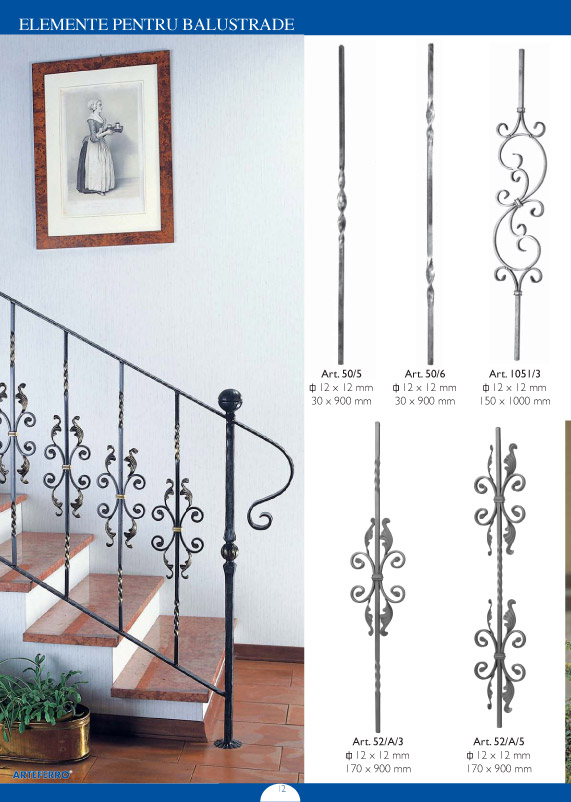 ELEMENTE PENTRU BALUSTRADE
Art. 50/5
12 x 12 mm
30 x 900 mm
Art. 50/6
12 x 12 mm
30 x 900 mm
Art. 1051/3
12 x 12 mm
150 x 1000 mm
Art. 52/A/3
12 x 12 mm
170 x 900 mm
Art. 52/A/5
12 x 12 mm
170 x 900 mm
ARTEFERRO®
12